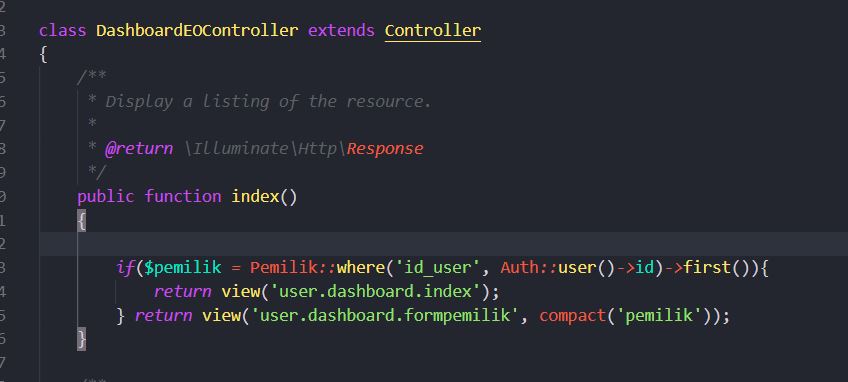 2
3 class DashboardEOController extends Controller
4 {
5 /**
6 * Display a listing of the resource.
7 *
8 * @return \Illuminate\Http\Response
9 */
0 public function index()
1 {
2
3 if($pemilik = Pemilik::where('id_user', Auth::user()->id)->first()){
4 return view('user.dashboard.index');
5 } return view('user.dashboard.formpemilik', compact('pemilik'));
6 }
7
/**